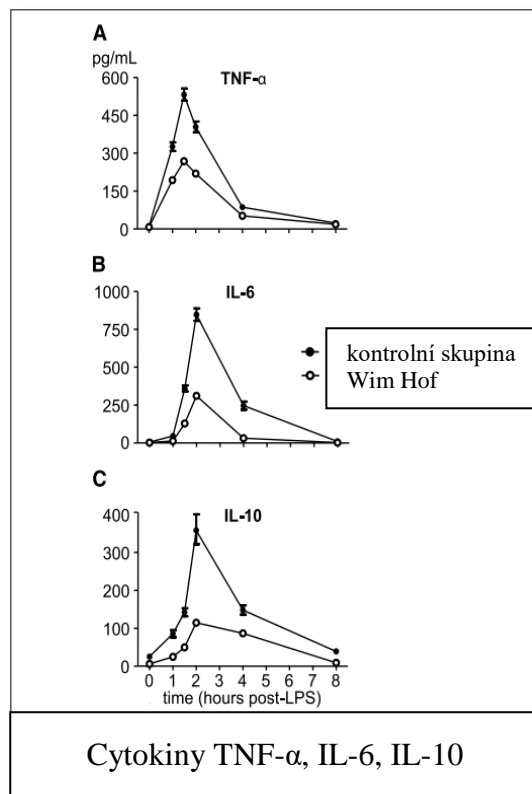 A
pg/mL
TNF-α
600
450
300
150
0
B
IL-6
1000
750
500
250
0
kontrolní skupina
Wim Hof
C
IL-10
400
300
200
100
0
0 1 2 3 4 5 6 7 8
time (hours post-LPS)
Cytokiny TNF-α, IL-6, IL-10